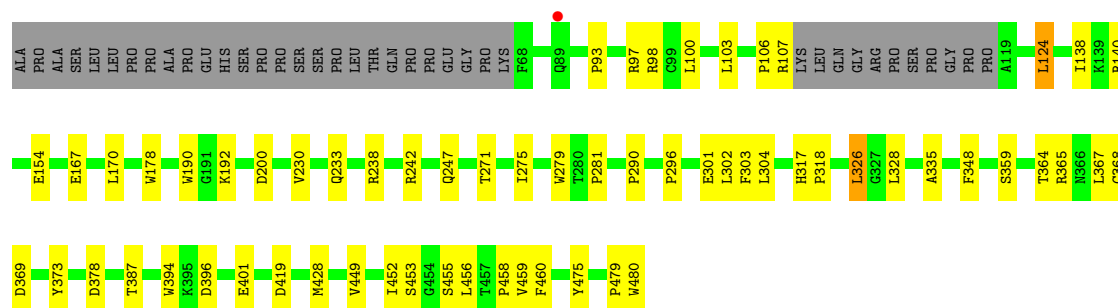 ALA PRO ALA SER LEU LEU PRO PRO ALA PRO GLU HIS SER PRO PRO SER SER PRO LEU THR GLN PRO PRO GLU GLY PRO LYS F68 Q89 P93 R97 R98 C99 L100 L103 P106 R107 LYS LEU GLN GLY ARG PRO SER PRO GLY PRO PRO A119 L124 I138 K139
E154 E167 L170 W178 W190 G191 K192 D200 V230 Q233 R238 R242 Q247 T271 I275 W279 T280 P281 P290 P296 E301 L302 F303 L304 H317 P318 L326 G327 L328 A335 F348 S359 T364 R365 N366 L367
D369 Y373 D378 T387 W394 K395 D396 E401 D419 M428 V449 I452 S453 G454 S455 L456 T457 P458 V459 F460 Y475 P479 W480